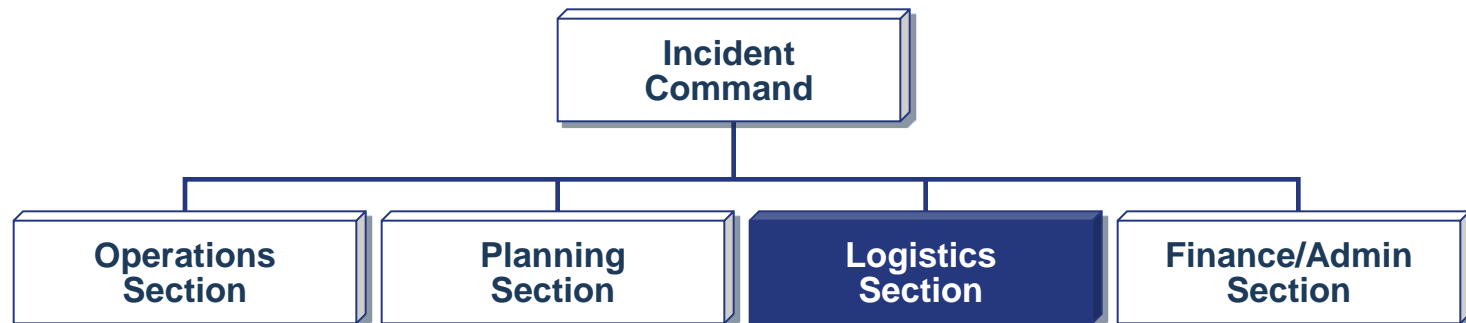 Incident
Command
Operations
Section
Planning
Section
Logistics
Section
Finance/Admin
Section